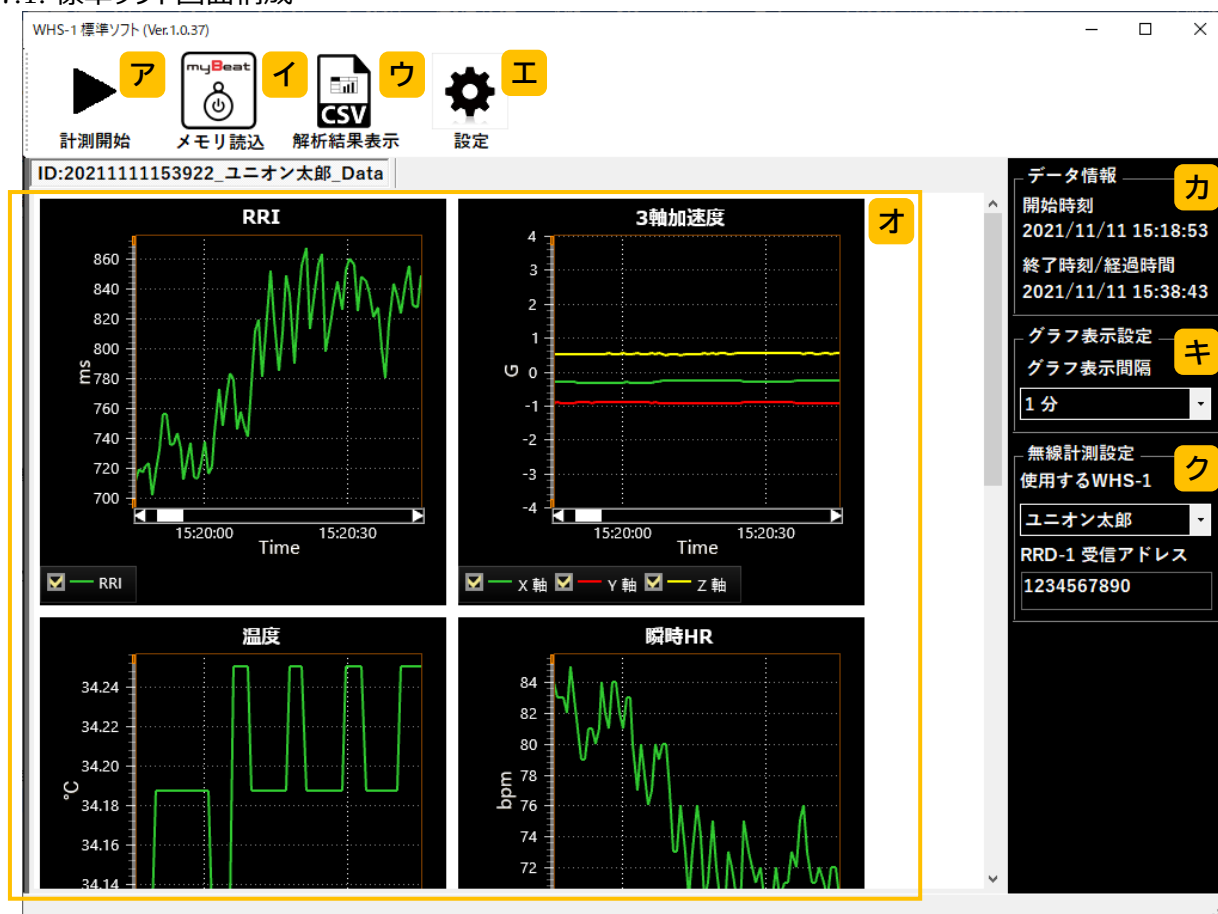 WHS-1 標準ソフト (Ver.1.0.37)
ア
myBeat
イ
CSV
ウ
エ
計測開始
メモリ読込
解析結果表示
設定
ID:20211111153922_ユニオン太郎_Data
オ
RRI
860
840
820
800
780
760
740
720
700
ms
15:20:00
15:20:30
Time
RRI
3軸加速度
4
3
2
1
0
-1
-2
-3
-4
G
15:20:00
15:20:30
Time
X 軸
Y 軸
Z 軸
温度
34.24
34.22
34.20
34.18
34.16
34.14
°C
瞬時HR
84
82
80
78
76
74
72
bpm
データ情報
カ
開始時刻
2021/11/11 15:18:53
終了時刻/経過時間
2021/11/11 15:38:43
グラフ表示設定
キ
グラフ表示間隔
1 分
無線計測設定
ク
使用するWHS-1
ユニオン太郎
RRD-1 受信アドレス
1234567890